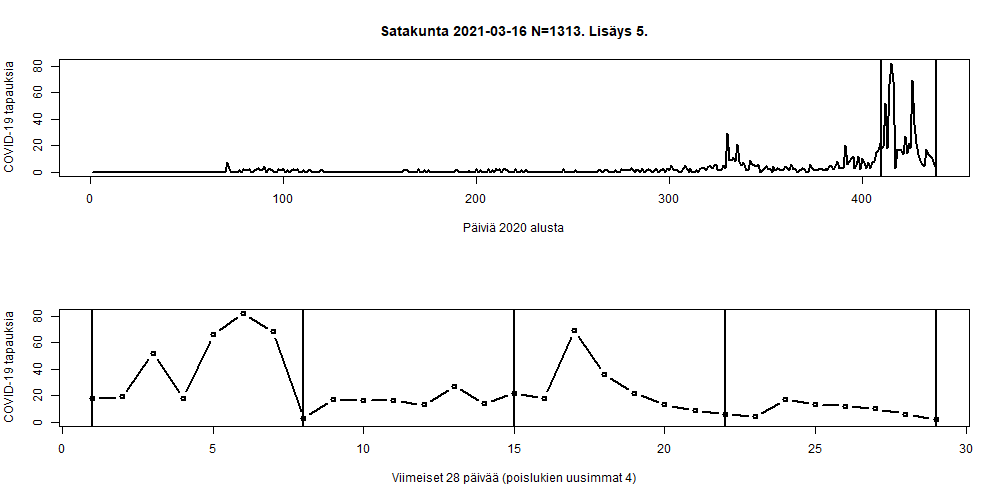 Satakunta 2021-03-16 N=1313. Lisäys 5.
COVID-19 tapauksia
0 20 40 60 80
0 100 200 300 400
Päiviä 2020 alusta
COVID-19 tapauksia
0 20 40 60 80
0 5 10 15 20 25 30
Viimeiset 28 päivää (poislukien uusimmat 4)